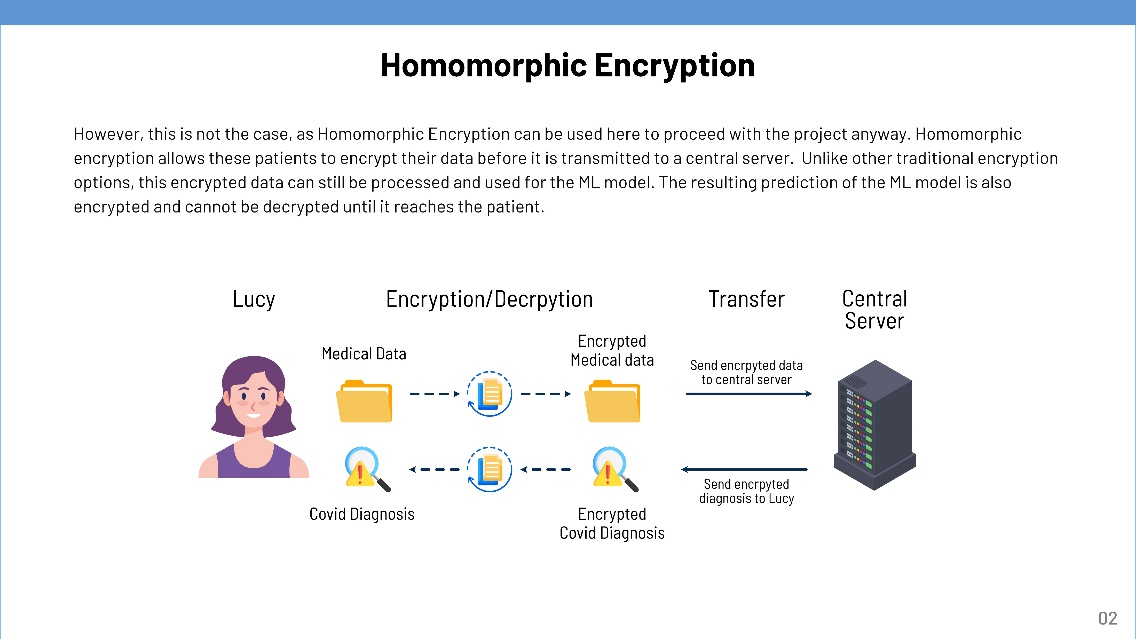 Homomorphic Encryption
However, this is not the case, as Homomorphic Encryption can be used here to proceed with the project anyway. Homomorphic
encryption allows these patients to encrypt their data before it is transmitted to a central server.  Unlike other traditional encryption
options, this encrypted data can still be processed and used for the ML model. The resulting prediction of the ML model is also
encrypted and cannot be decrypted until it reaches the patient.
Lucy
Encryption/Decrpytion
Transfer
Central
Server
Medical Data
Encrypted
Medical data
Send encrpyted data
to central server
Send encrpyted
diagnosis to Lucy
Covid Diagnosis
Encrypted
Covid Diagnosis
02